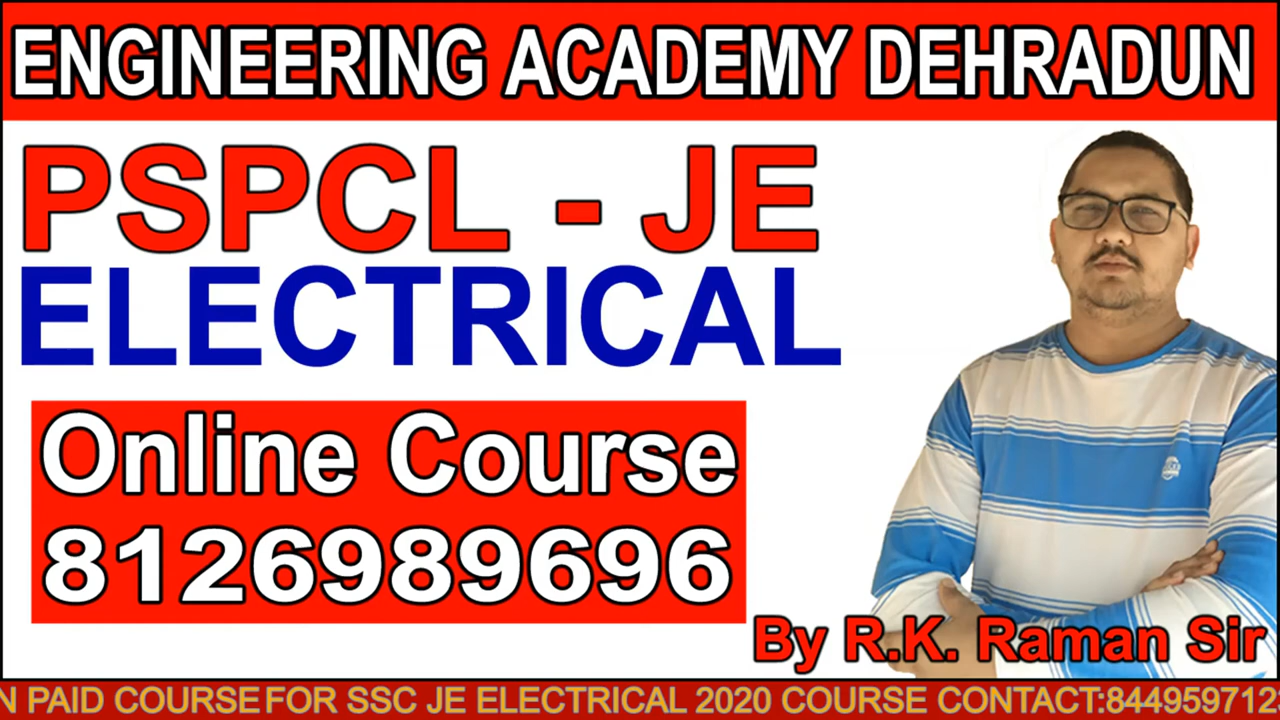 ENGINEERING ACADEMY DEHRADUN
PSPCL - JE
ELECTRICAL
Online Course
8126989696
By R.K. Raman Sir
N PAID COURSE FOR SSC JE ELECTRICAL 2020 COURSE CONTACT:844959712